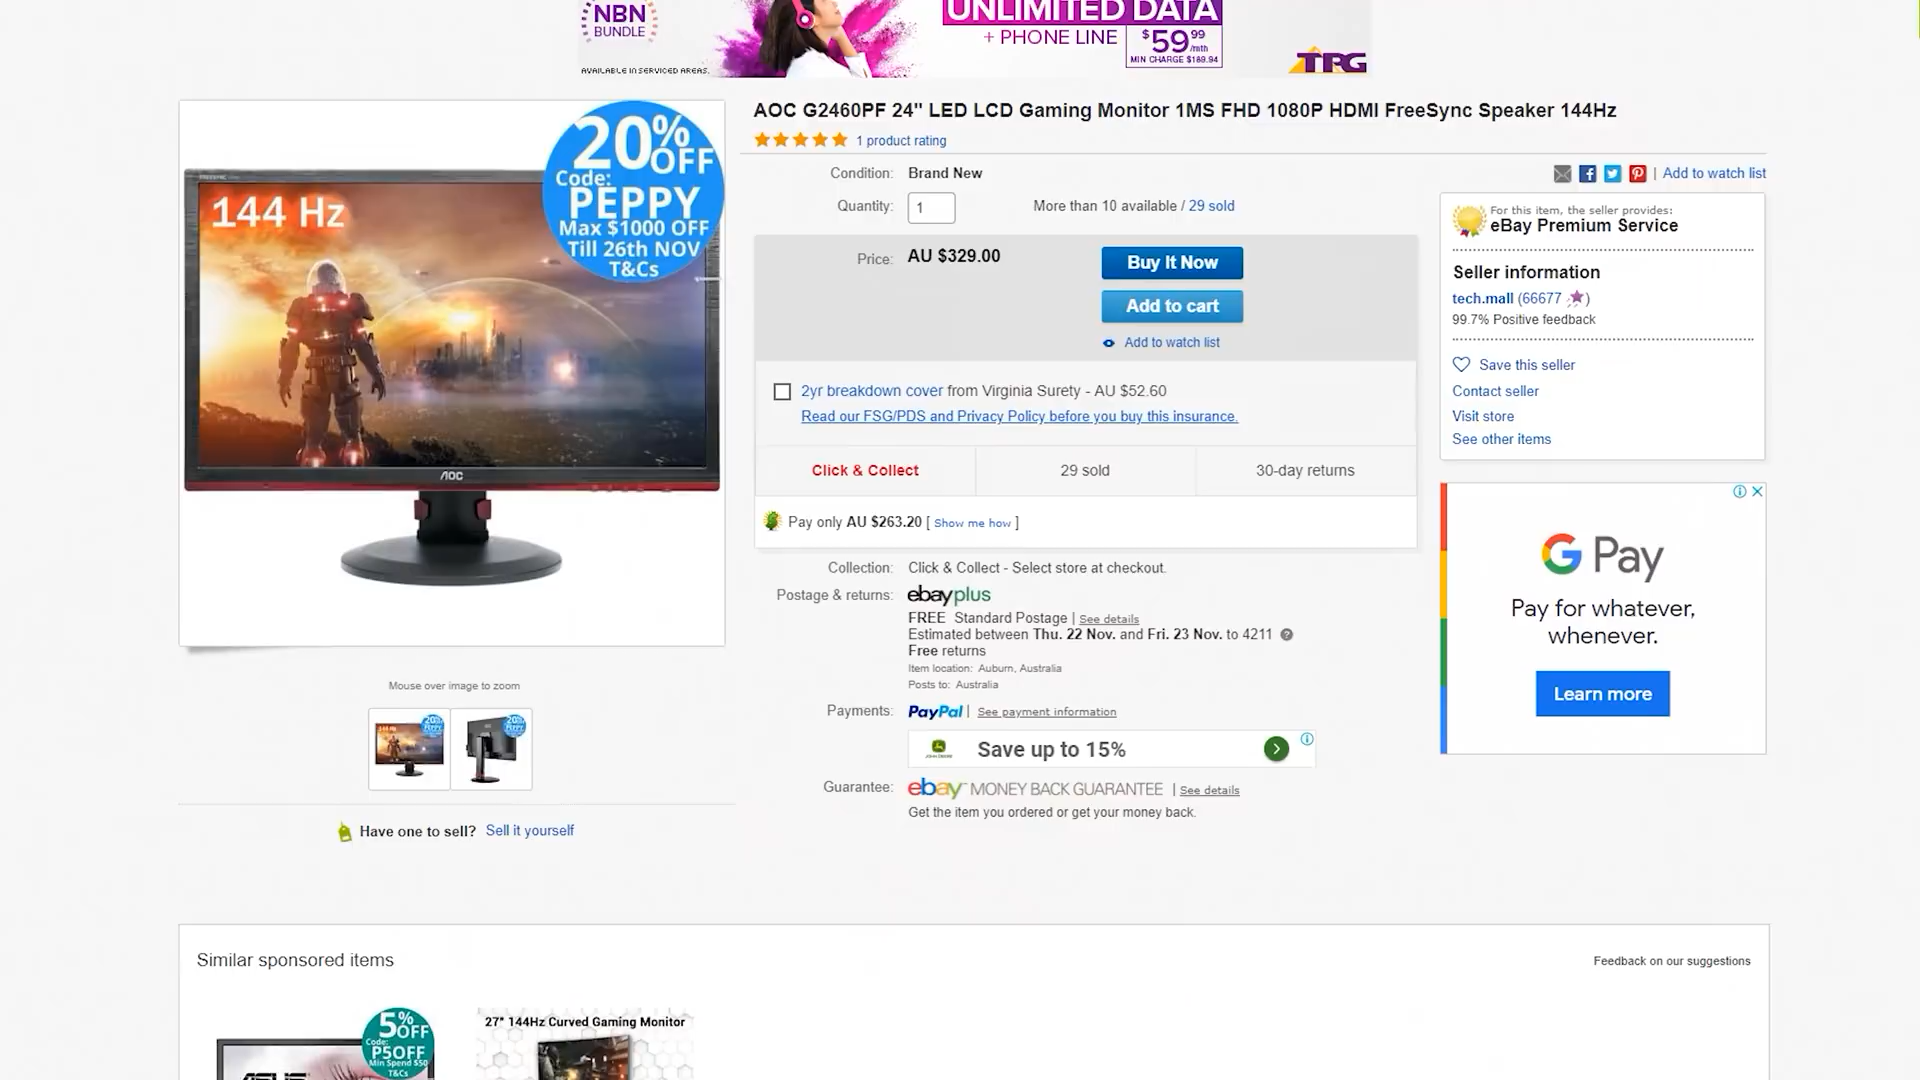 NBN
BUNDLE
AVAILABLE IN SERVICED AREAS.
UNLIMITED DATA
+ PHONE LINE
$59.99 /mth
MIN CHARGE $189.94
TPG
20% OFF
Code:
PEPPY
Max $1000 OFF
Till 26th NOV
T&Cs
144 Hz
AOC
Mouse over image to zoom
Have one to sell? Sell it yourself
AOC G2460PF 24" LED LCD Gaming Monitor 1MS FHD 1080P HDMI FreeSync Speaker 144Hz
1 product rating
Condition: Brand New
Quantity: 1 More than 10 available / 29 sold
Price: AU $329.00
Buy It Now
Add to cart
Add to watch list
2yr breakdown cover from Virginia Surety - AU $52.60
Read our FSG/PDS and Privacy Policy before you buy this insurance.
Click & Collect 29 sold 30-day returns
Pay only AU $263.20 [ Show me how ]
Collection: Click & Collect - Select store at checkout.
Postage & returns: ebayplus
FREE Standard Postage | See details
Estimated between Thu. 22 Nov. and Fri. 23 Nov. to 4211
Free returns
Item location: Auburn, Australia
Posts to: Australia
Payments: PayPal | See payment information
JOHN DEERE Save up to 15%
Guarantee: ebay MONEY BACK GUARANTEE | See details
Get the item you ordered or get your money back.
| Add to watch list
For this item, the seller provides:
eBay Premium Service
Seller information
tech.mall (66677 )
99.7% Positive feedback
Save this seller
Contact seller
Visit store
See other items
G Pay
Pay for whatever,
whenever.
Learn more
Similar sponsored items
Feedback on our suggestions
5% OFF
Code:
P5OFF
Min Spend $50
T&Cs
ASUS
27" 144Hz Curved Gaming Monitor